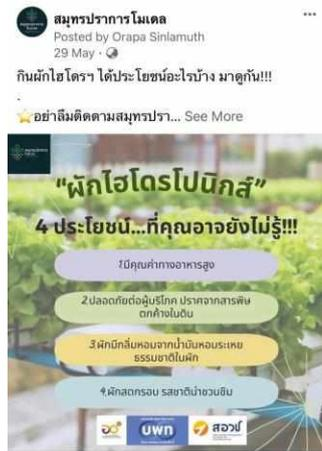 สมุทรปราการโมเดล
Posted by Orapa Sinlamuth
29 May ·
กินผักไฮโดรฯ ได้ประโยชน์อะไรบ้าง มาดูกัน!!!
.
⭐อย่าลืมติดตามสมุทรปรา... See More
"ผักไฮโดรโปนิกส์"
4 ประโยชน์...ที่คุณอาจยังไม่รู้!!!
1.มีคุณค่าทางอาหารสูง
2.ปลอดภัยต่อผู้บริโภค ปราศจากสารพิษ
ตกค้างในดิน
3.ผักมีกลิ่นหอมจากน้ำมันหอมระเหย
ธรรมชาติในผัก
4.ผักสดกรอบ รสชาติน่าชวนชิม
บพท
สอวช